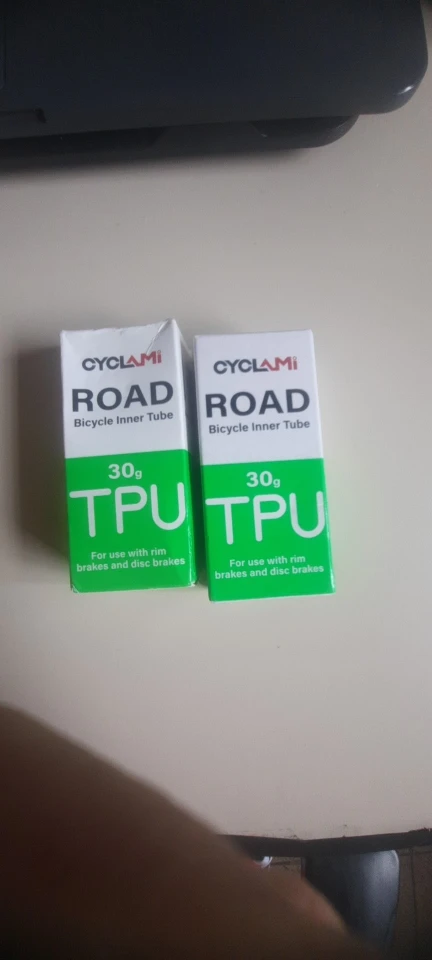 CYCLAMi
ROAD
Bicycle Inner Tube
30g
TPU
For use with rim
brakes and disc brakes
CYCLAMi
ROAD
Bicycle Inner Tube
30g
TPU
For use with rim
brakes and disc brakes